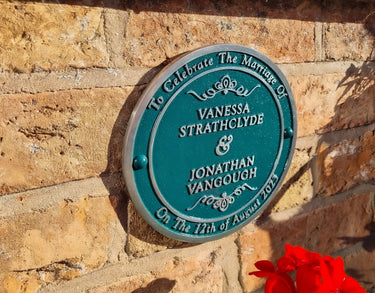 To Celebrate The Marriage Of
VANESSA
STRATHCLYDE
&
JONATHAN
VANGOUGH
On The 12th of August 2023